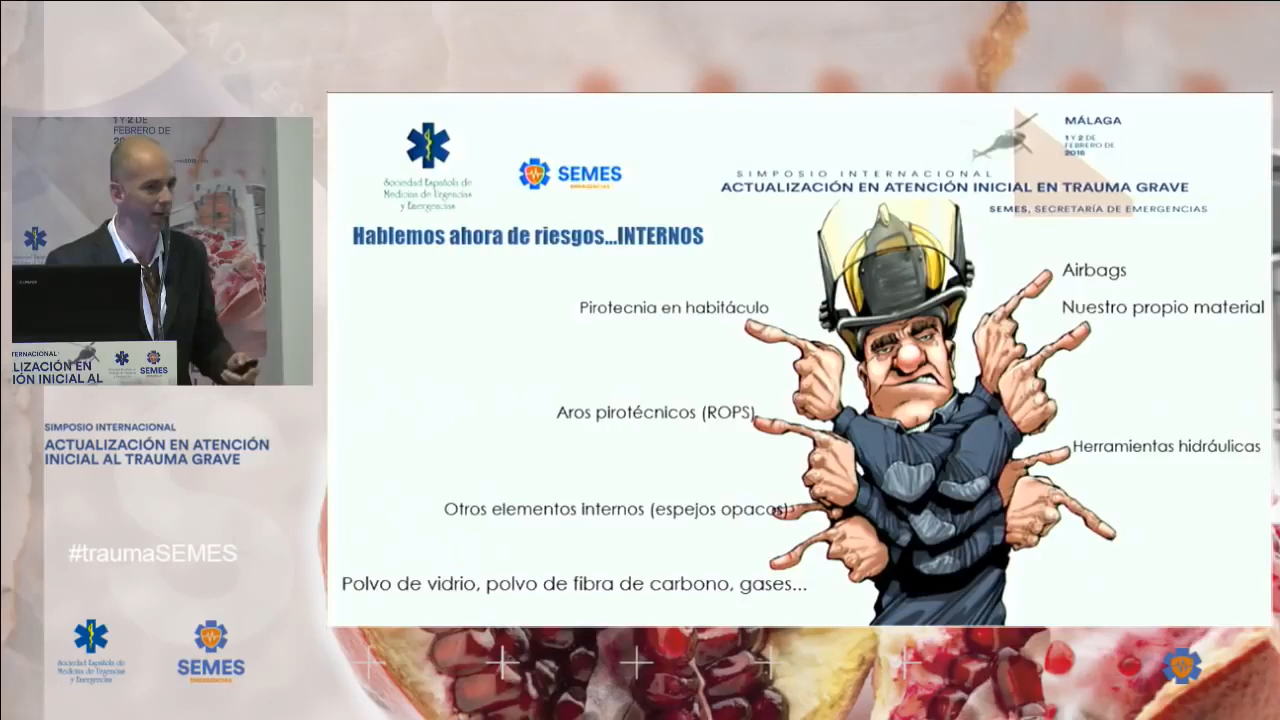 1 Y 2 DE
FEBRERO DE
INTERNACIONAL:
LIZACIÓN EN
IÓN INICIAL AL
SEMES
SIMPOSIO INTERNACIONAL
ACTUALIZACIÓN EN ATENCIÓN
INICIAL AL TRAUMA GRAVE
#traumaSEMES
Sociedad Española de
Medicina de Urgencias
y Emergencias
SEMES
EMERGENCIAS
Sociedad Española de
Medicina de Urgencias
y Emergencias
SEMES
EMERGENCIAS
MÁLAGA
1 Y 2 DE
FEBRERO DE
2018
SIMPOSIO INTERNACIONAL
ACTUALIZACIÓN EN ATENCIÓN INICIAL EN TRAUMA GRAVE
SEMES, SECRETARÍA DE EMERGENCIAS
Hablemos ahora de riesgos...INTERNOS
Pirotecnia en habitáculo
Aros pirotécnicos (ROPS)
Otros elementos internos (espejos opacos)
Polvo de vidrio, polvo de fibra de carbono, gases...
Airbags
Nuestro propio material
Herramientas hidráulicas